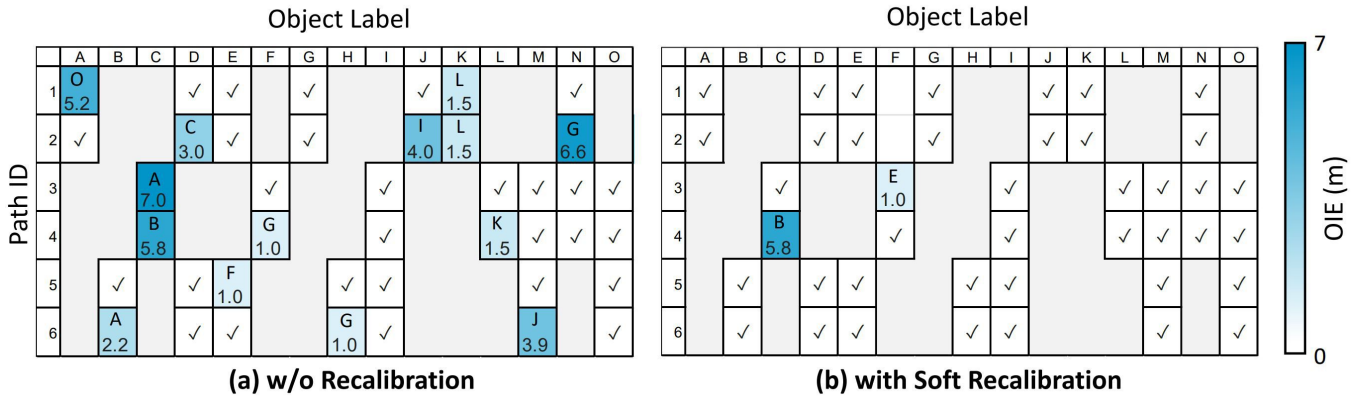 Object Label
A B C D E F G H I J K L M N O
1 O ✓ ✓ ✓ ✓ L ✓
5.2 1.5
2 ✓ C ✓ ✓ I L G
3.0 4.0 1.5 6.6
3 A ✓ ✓ ✓ ✓ ✓ ✓
7.0
4 B G ✓ K ✓ ✓ ✓
5.8 1.0 1.5
5 ✓ ✓ F ✓ ✓ ✓ ✓
1.0
6 A ✓ ✓ G ✓ J ✓
2.2 1.0 3.9
Path ID
(a) w/o Recalibration
Object Label
A B C D E F G H I J K L M N O
1 ✓ ✓ ✓ ✓ ✓ ✓ ✓
2 ✓ ✓ ✓ ✓ ✓ ✓ ✓
3 ✓ E ✓ ✓ ✓ ✓ ✓
1.0
4 B ✓ ✓ ✓ ✓ ✓ ✓
5.8
5 ✓ ✓ ✓ ✓ ✓ ✓ ✓
6 ✓ ✓ ✓ ✓ ✓ ✓ ✓
(b) with Soft Recalibration
7
OIE (m)
0